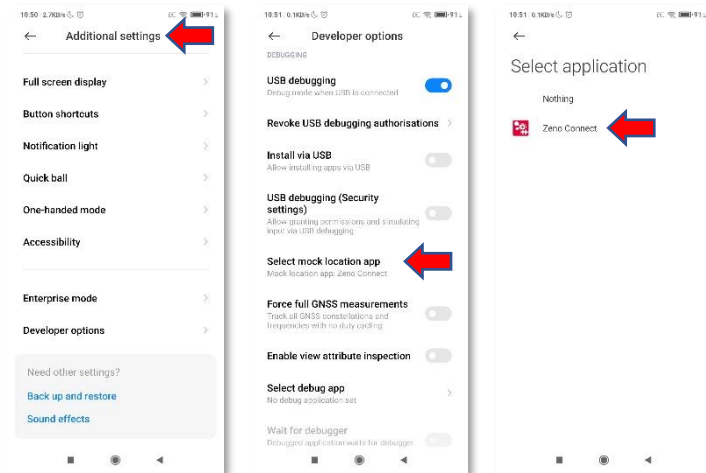 10:50 2.7KB/s
91
Additional settings
Full screen display
Button shortcuts
Notification light
Quick ball
One-handed mode
Accessibility
Enterprise mode
Developer options
Need other settings?
Back up and restore
Sound effects
10:51 0.1KB/s
91
Developer options
DEBUGGING
USB debugging
Debug mode when USB is connected
Revoke USB debugging authorisations
Install via USB
Allow installing apps via USB
USB debugging (Security
settings)
Allow granting permissions and simulating
input via USB debugging
Select mock location app
Mock location app: Zeno Connect
Force full GNSS measurements
Track all GNSS constellations and
frequencies with no duty cycling
Enable view attribute inspection
Select debug app
No debug application set
Wait for debugger
Debugged application waits for debugger
10:51 0.1KB/s
91
Select application
Nothing
Zeno Connect